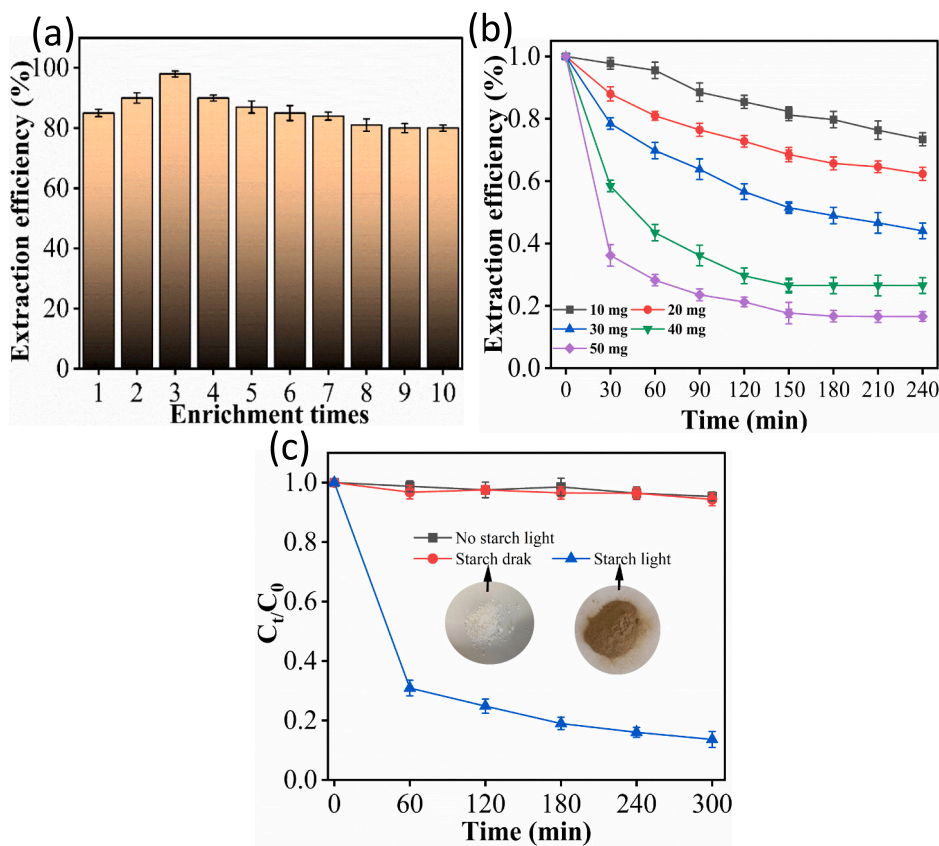 (a)
Extraction efficiency (%)
100
80
60
40
20
0
1 2 3 4 5 6 7 8 9 10
Enrichment times
(b)
Extraction efficiency (%)
1.0
0.8
0.6
0.4
0.2
0.0
10 mg 20 mg
30 mg 40 mg
50 mg
0 30 60 90 120 150 180 210 240
Time (min)
(c)
Ct/C0
1.0
0.8
0.6
0.4
0.2
0.0
No starch light
Starch drak Starch light
0 60 120 180 240 300
Time (min)